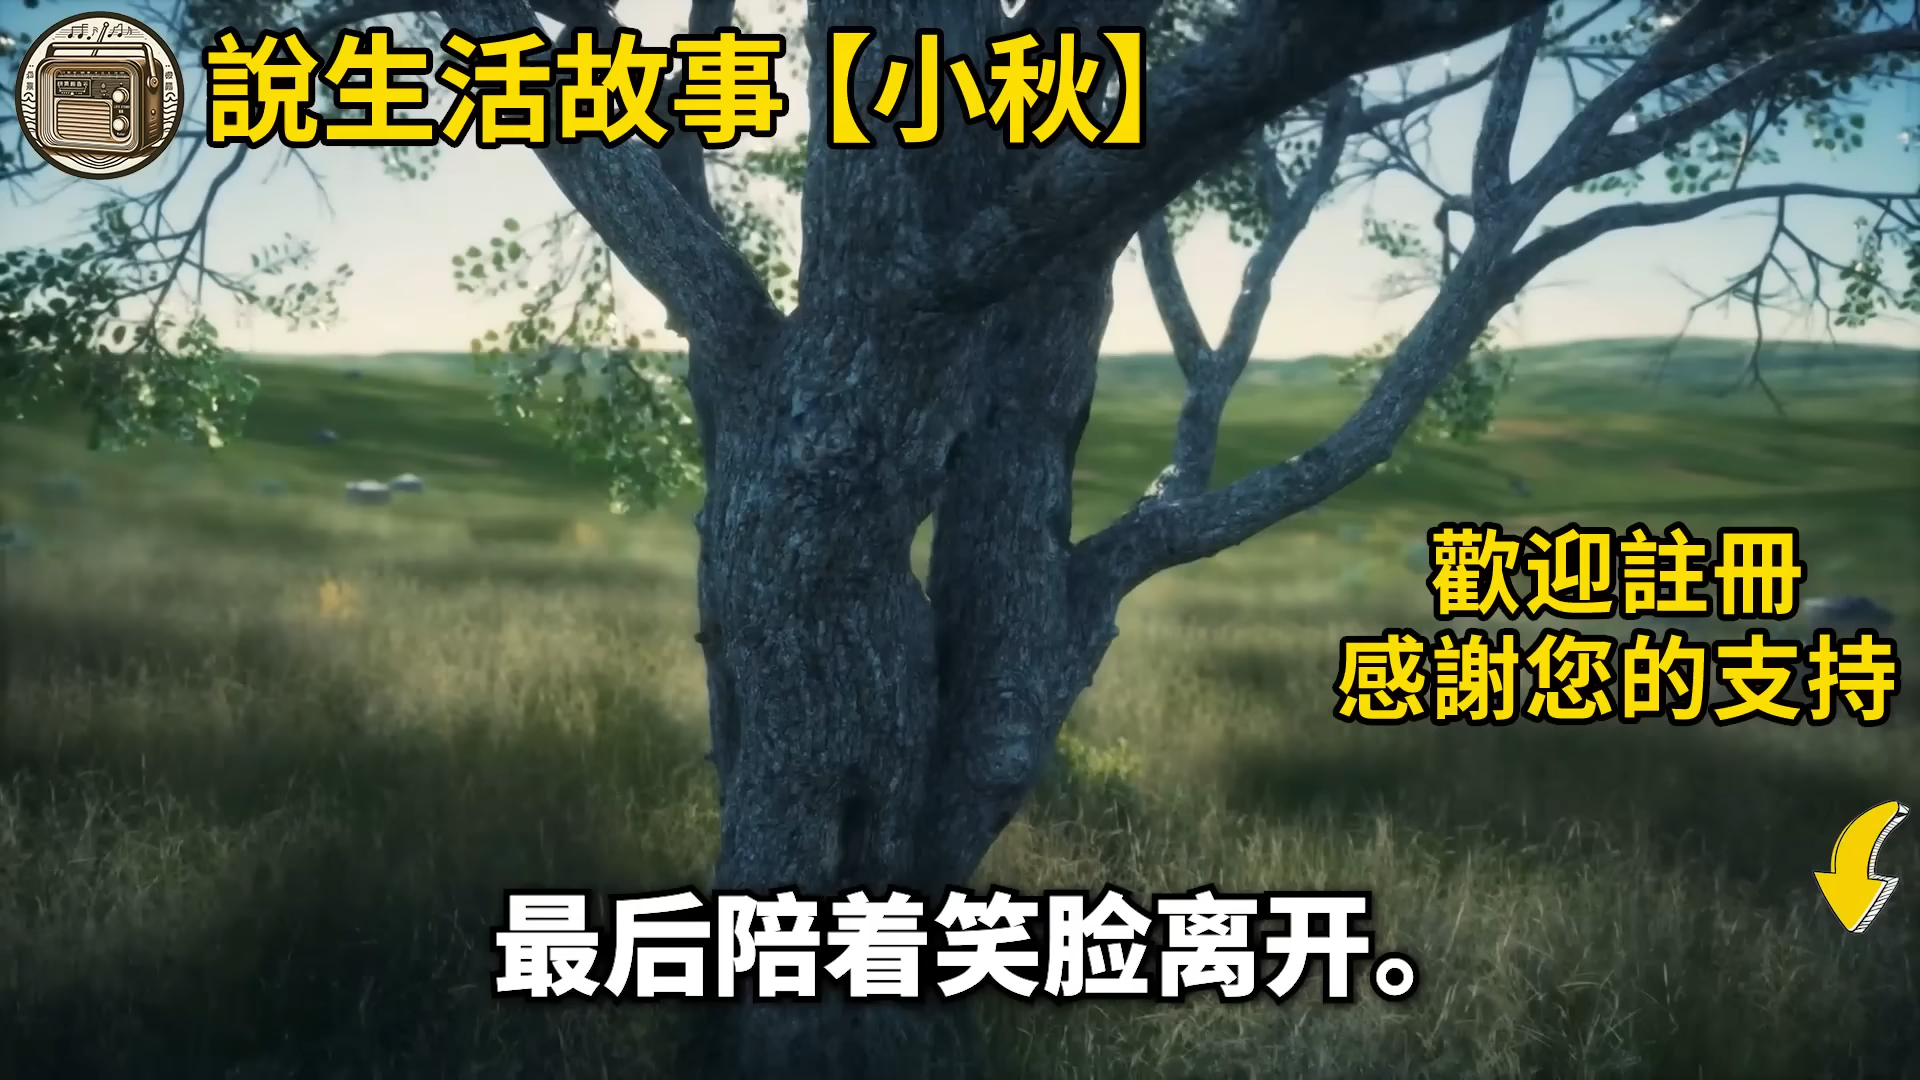 說生活故事【小秋】
歡迎註冊
感謝您的支持
最后陪着笑脸离开。